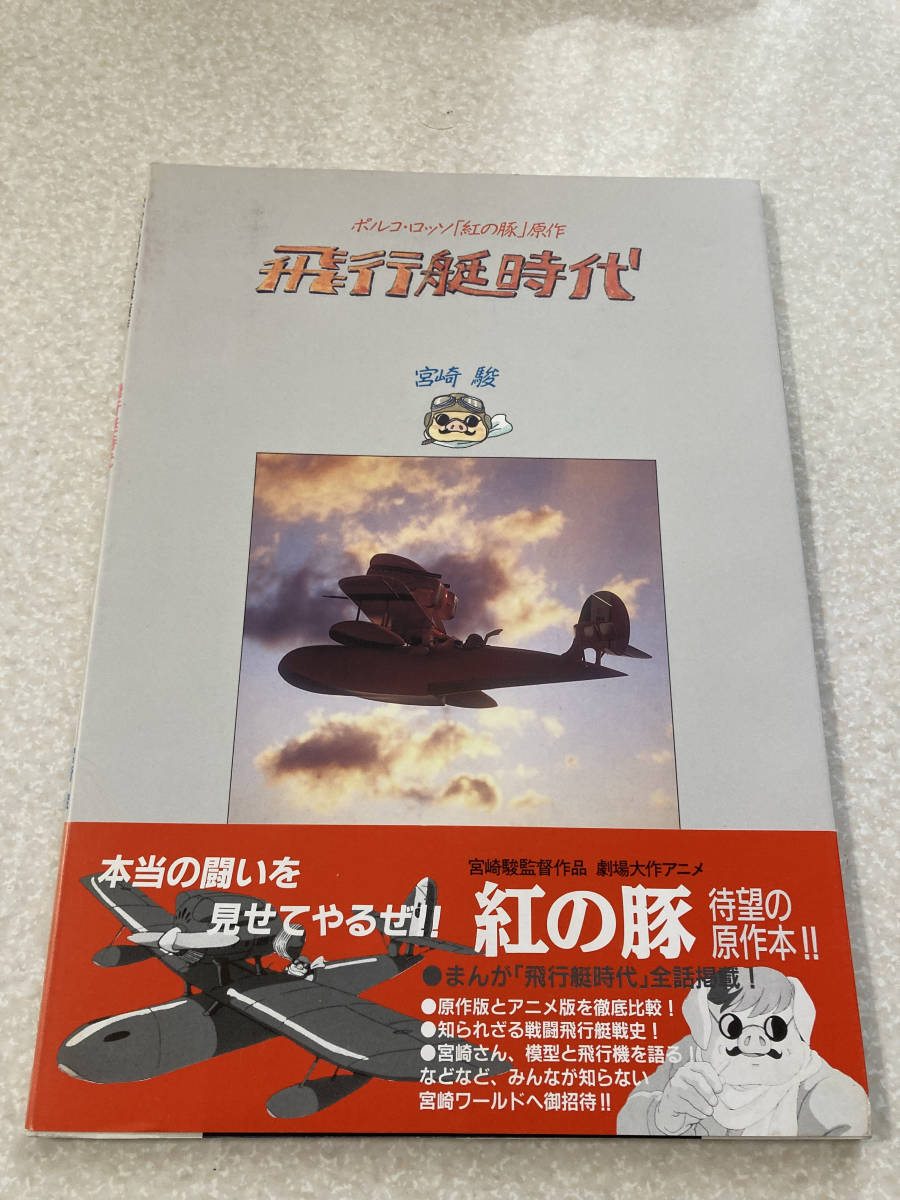 ポルコ・ロッソ「紅の豚」原作
飛行艇時代
宮崎 駿
本当の闘いを
見せてやるぜ!!
宮崎駿監督作品 劇場大作アニメ
紅の豚
待望の
原作本!!
●まんが「飛行艇時代」全話掲載!
●原作版とアニメ版を徹底比較!
●知られざる戦闘飛行艇戦史!
●宮崎さん、模型と飛行機を語る!!
などなど、みんなが知らない
宮崎ワールドへ御招待!!